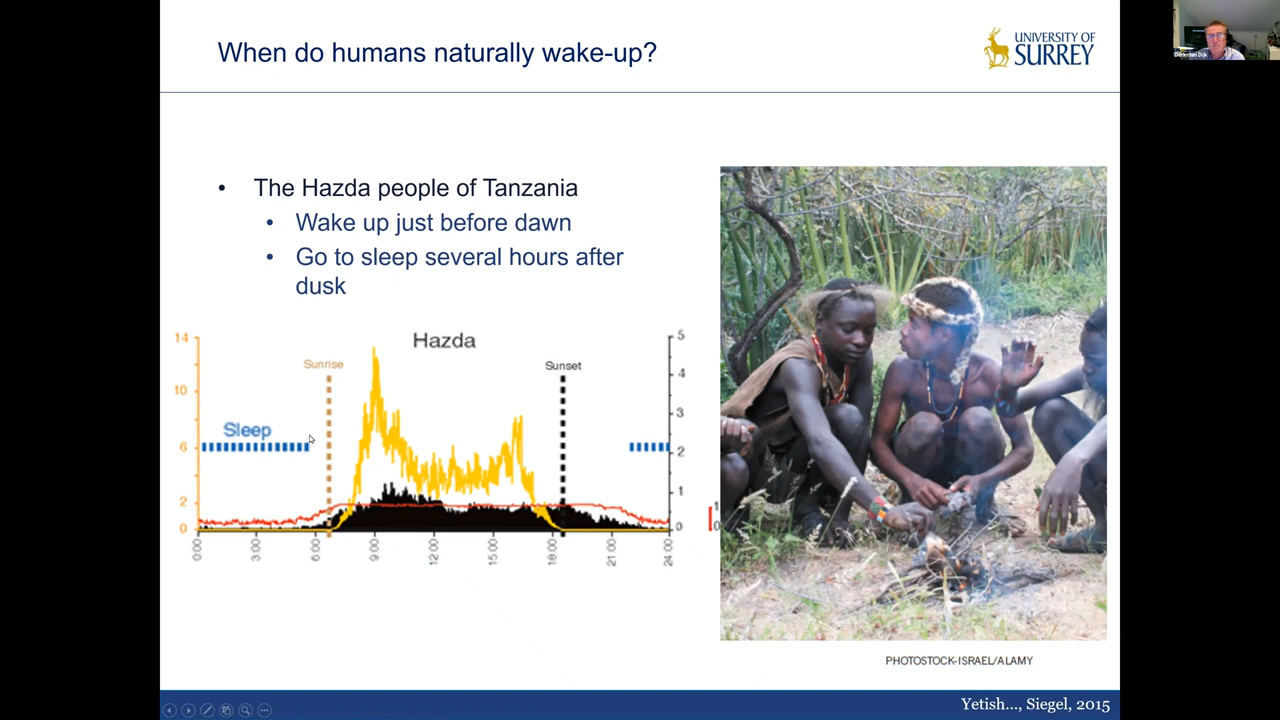 When do humans naturally wake-up?
UNIVERSITY OF
SURREY
• The Hazda people of Tanzania
• Wake up just before dawn
• Go to sleep several hours after
dusk
Hazda
Sunrise
Sunset
Sleep
14
10
6
2
0
5
4
3
2
1
0
0:00
3:00
6:00
9:00
12:00
15:00
18:00
21:00
24:00
PHOTOSTOCK-ISRAEL/ALAMY
Yetish..., Siegel, 2015